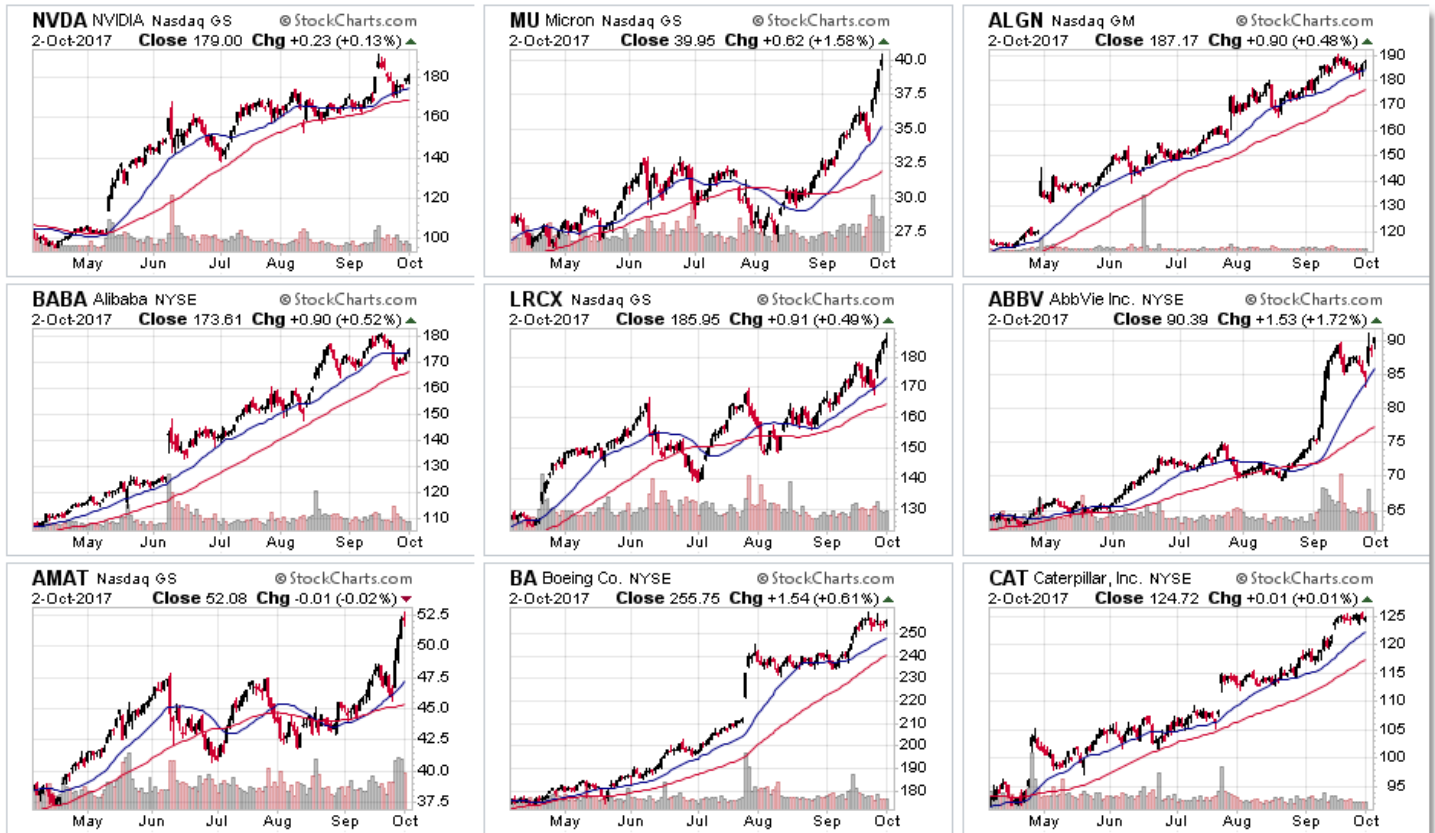 NVDA NVIDIA Nasdaq GS © StockCharts.com
2-Oct-2017 Close 179.00 Chg +0.23 (+0.13%)
180
160
140
120
100
May Jun Jul Aug Sep Oct
MU Micron Nasdaq GS © StockCharts.com
2-Oct-2017 Close 39.95 Chg +0.62 (+1.58%)
40.0
37.5
35.0
32.5
30.0
27.5
May Jun Jul Aug Sep Oct
ALGN Nasdaq GM © StockCharts.com
2-Oct-2017 Close 187.17 Chg +0.90 (+0.48%)
190
180
170
160
150
140
130
120
May Jun Jul Aug Sep Oct
BABA Alibaba NYSE © StockCharts.com
2-Oct-2017 Close 173.61 Chg +0.90 (+0.52%)
180
170
160
150
140
130
120
110
May Jun Jul Aug Sep Oct
LRCX Nasdaq GS © StockCharts.com
2-Oct-2017 Close 185.95 Chg +0.91 (+0.49%)
180
170
160
150
140
130
May Jun Jul Aug Sep Oct
ABBV AbbVie Inc. NYSE © StockCharts.com
2-Oct-2017 Close 90.39 Chg +1.53 (+1.72%)
90
85
80
75
70
65
May Jun Jul Aug Sep Oct
AMAT Nasdaq GS © StockCharts.com
2-Oct-2017 Close 52.08 Chg -0.01 (-0.02%)
52.5
50.0
47.5
45.0
42.5
40.0
37.5
May Jun Jul Aug Sep Oct
BA Boeing Co. NYSE © StockCharts.com
2-Oct-2017 Close 255.75 Chg +1.54 (+0.61%)
250
240
230
220
210
200
190
180
May Jun Jul Aug Sep Oct
CAT Caterpillar, Inc. NYSE © StockCharts.com
2-Oct-2017 Close 124.72 Chg +0.01 (+0.01%)
125
120
115
110
105
100
95
May Jun Jul Aug Sep Oct